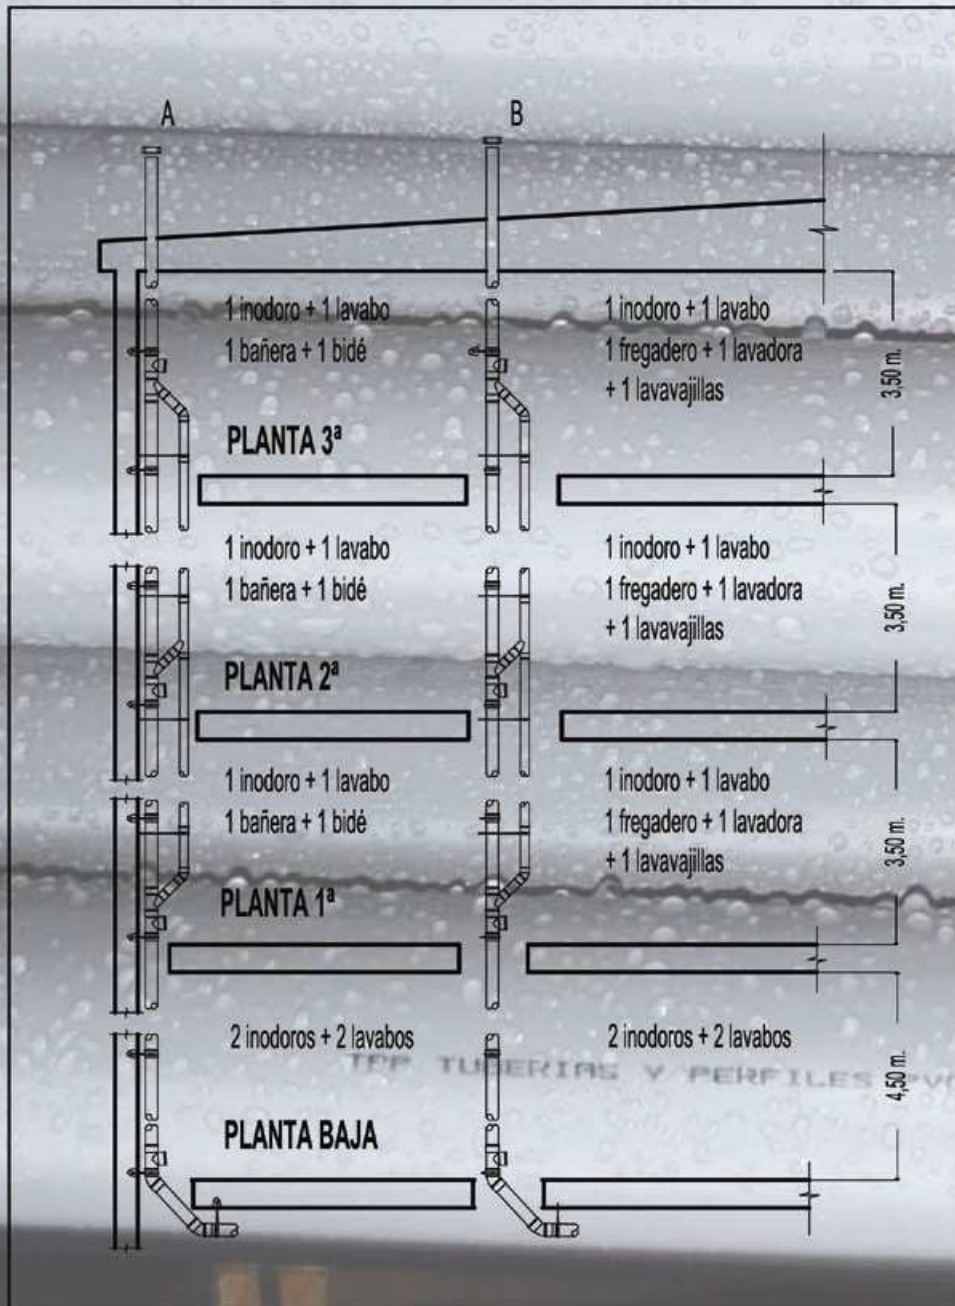 A
B
1 inodoro + 1 lavabo
1 bañera + 1 bidé
1 inodoro + 1 lavabo
1 fregadero + 1 lavadora
+ 1 lavavajillas
3,50 m.
PLANTA 3ª
1 inodoro + 1 lavabo
1 bañera + 1 bidé
1 inodoro + 1 lavabo
1 fregadero + 1 lavadora
+ 1 lavavajillas
3,50 m.
PLANTA 2ª
1 inodoro + 1 lavabo
1 bañera + 1 bidé
1 inodoro + 1 lavabo
1 fregadero + 1 lavadora
+ 1 lavavajillas
3,50 m.
PLANTA 1ª
2 inodoros + 2 lavabos
2 inodoros + 2 lavabos
TPP TUBERIAS Y PERFILES PVC
4,50 m.
PLANTA BAJA